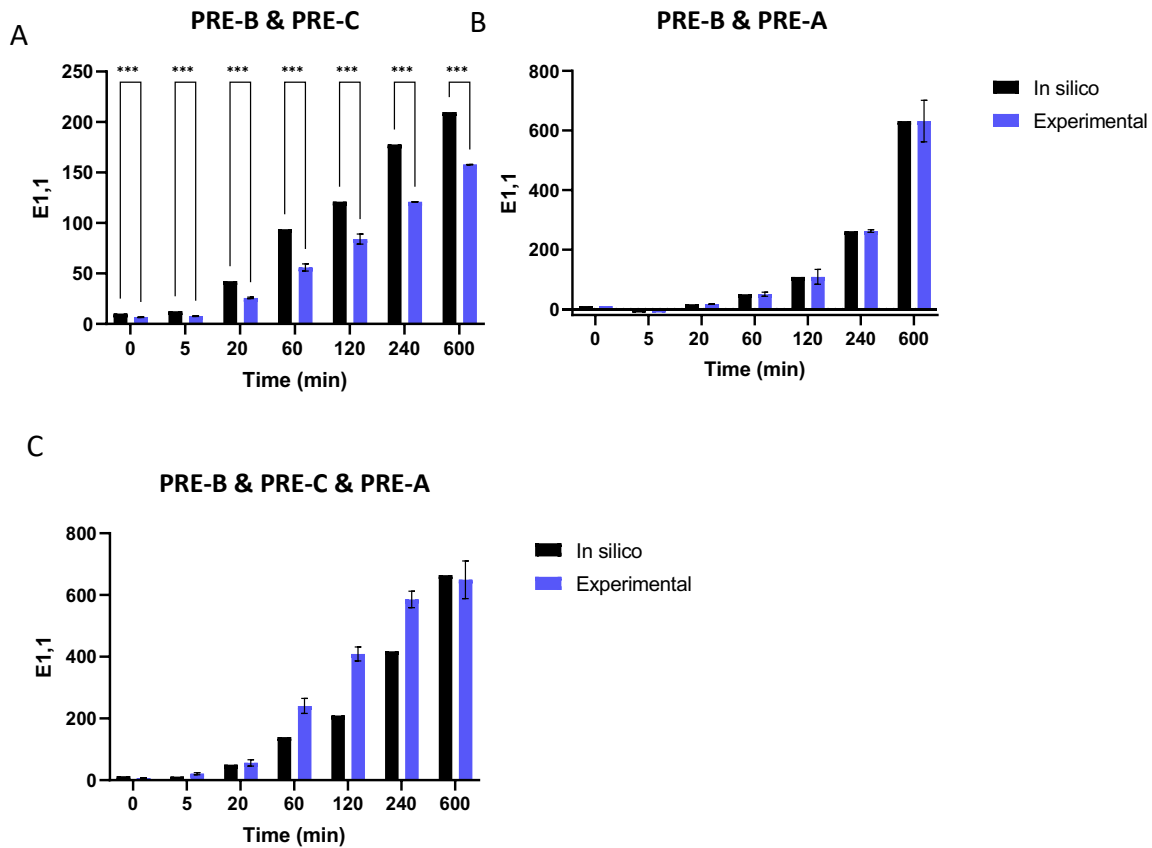 A
PRE-B & PRE-C
*** *** *** *** *** *** ***
250
200
150
100
50
0
E1,1
0 5 20 60 120 240 600
Time (min)
B
PRE-B & PRE-A
800
600
400
200
0
E1,1
0 5 20 60 120 240 600
Time (min)
In silico
Experimental
C
PRE-B & PRE-C & PRE-A
800
600
400
200
0
E1,1
0 5 20 60 120 240 600
Time (min)
In silico
Experimental